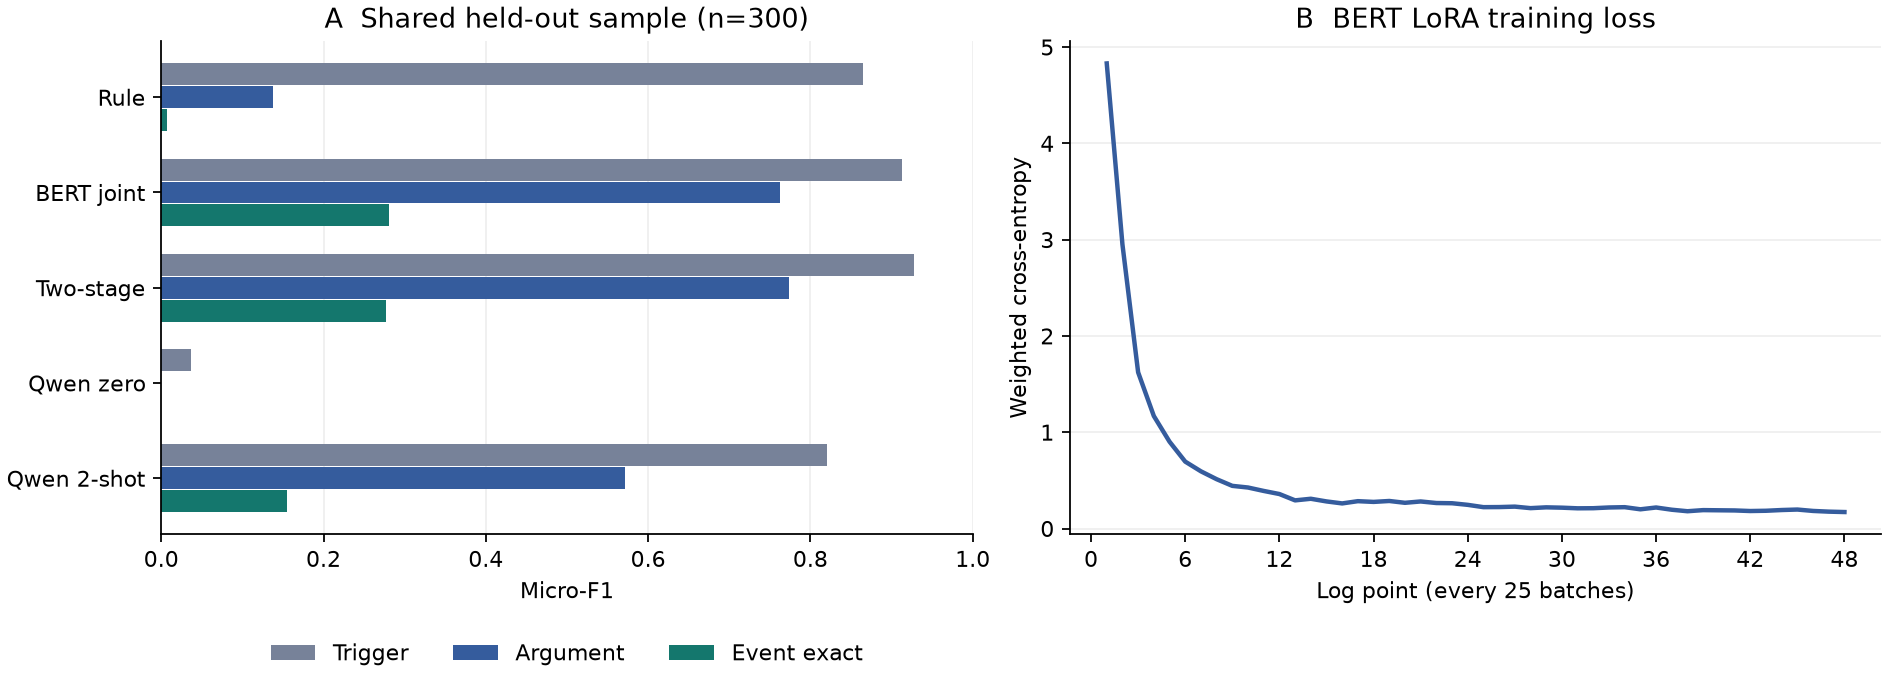 A  Shared held-out sample (n=300)
Rule
BERT joint
Two-stage
Qwen zero
Qwen 2-shot
0.0 0.2 0.4 0.6 0.8 1.0
Micro-F1
Trigger Argument Event exact
B  BERT LoRA training loss
Weighted cross-entropy
5
4
3
2
1
0
0 6 12 18 24 30 36 42 48
Log point (every 25 batches)